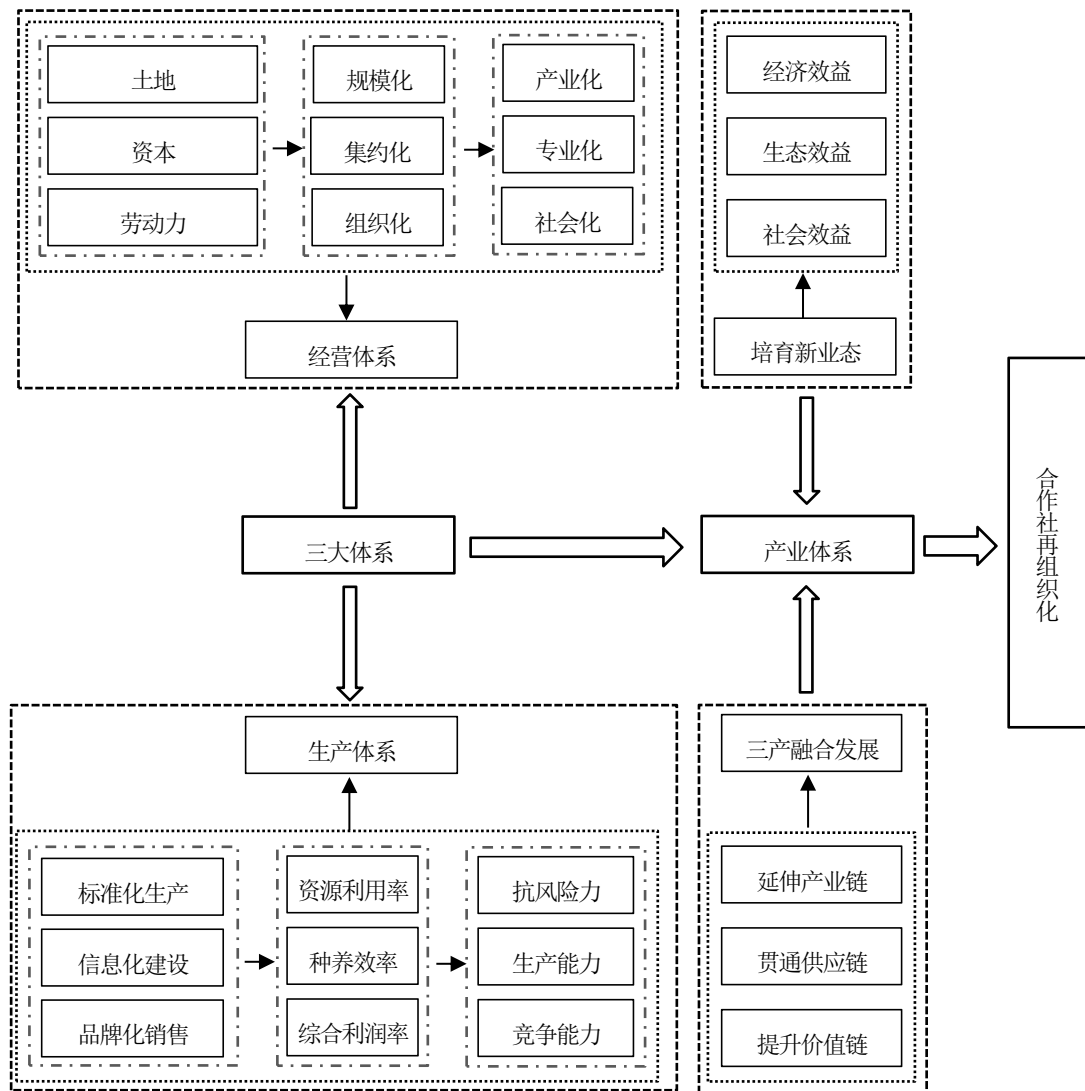 土地
资本
劳动力
规模化
集约化
组织化
产业化
专业化
社会化
经营体系
经济效益
生态效益
社会效益
培育新业态
三大体系
产业体系
合作社再组织化
生产体系
标准化生产
信息化建设
品牌化销售
资源利用率
种养效率
综合利润率
抗风险力
生产能力
竞争能力
三产融合发展
延伸产业链
贯通供应链
提升价值链